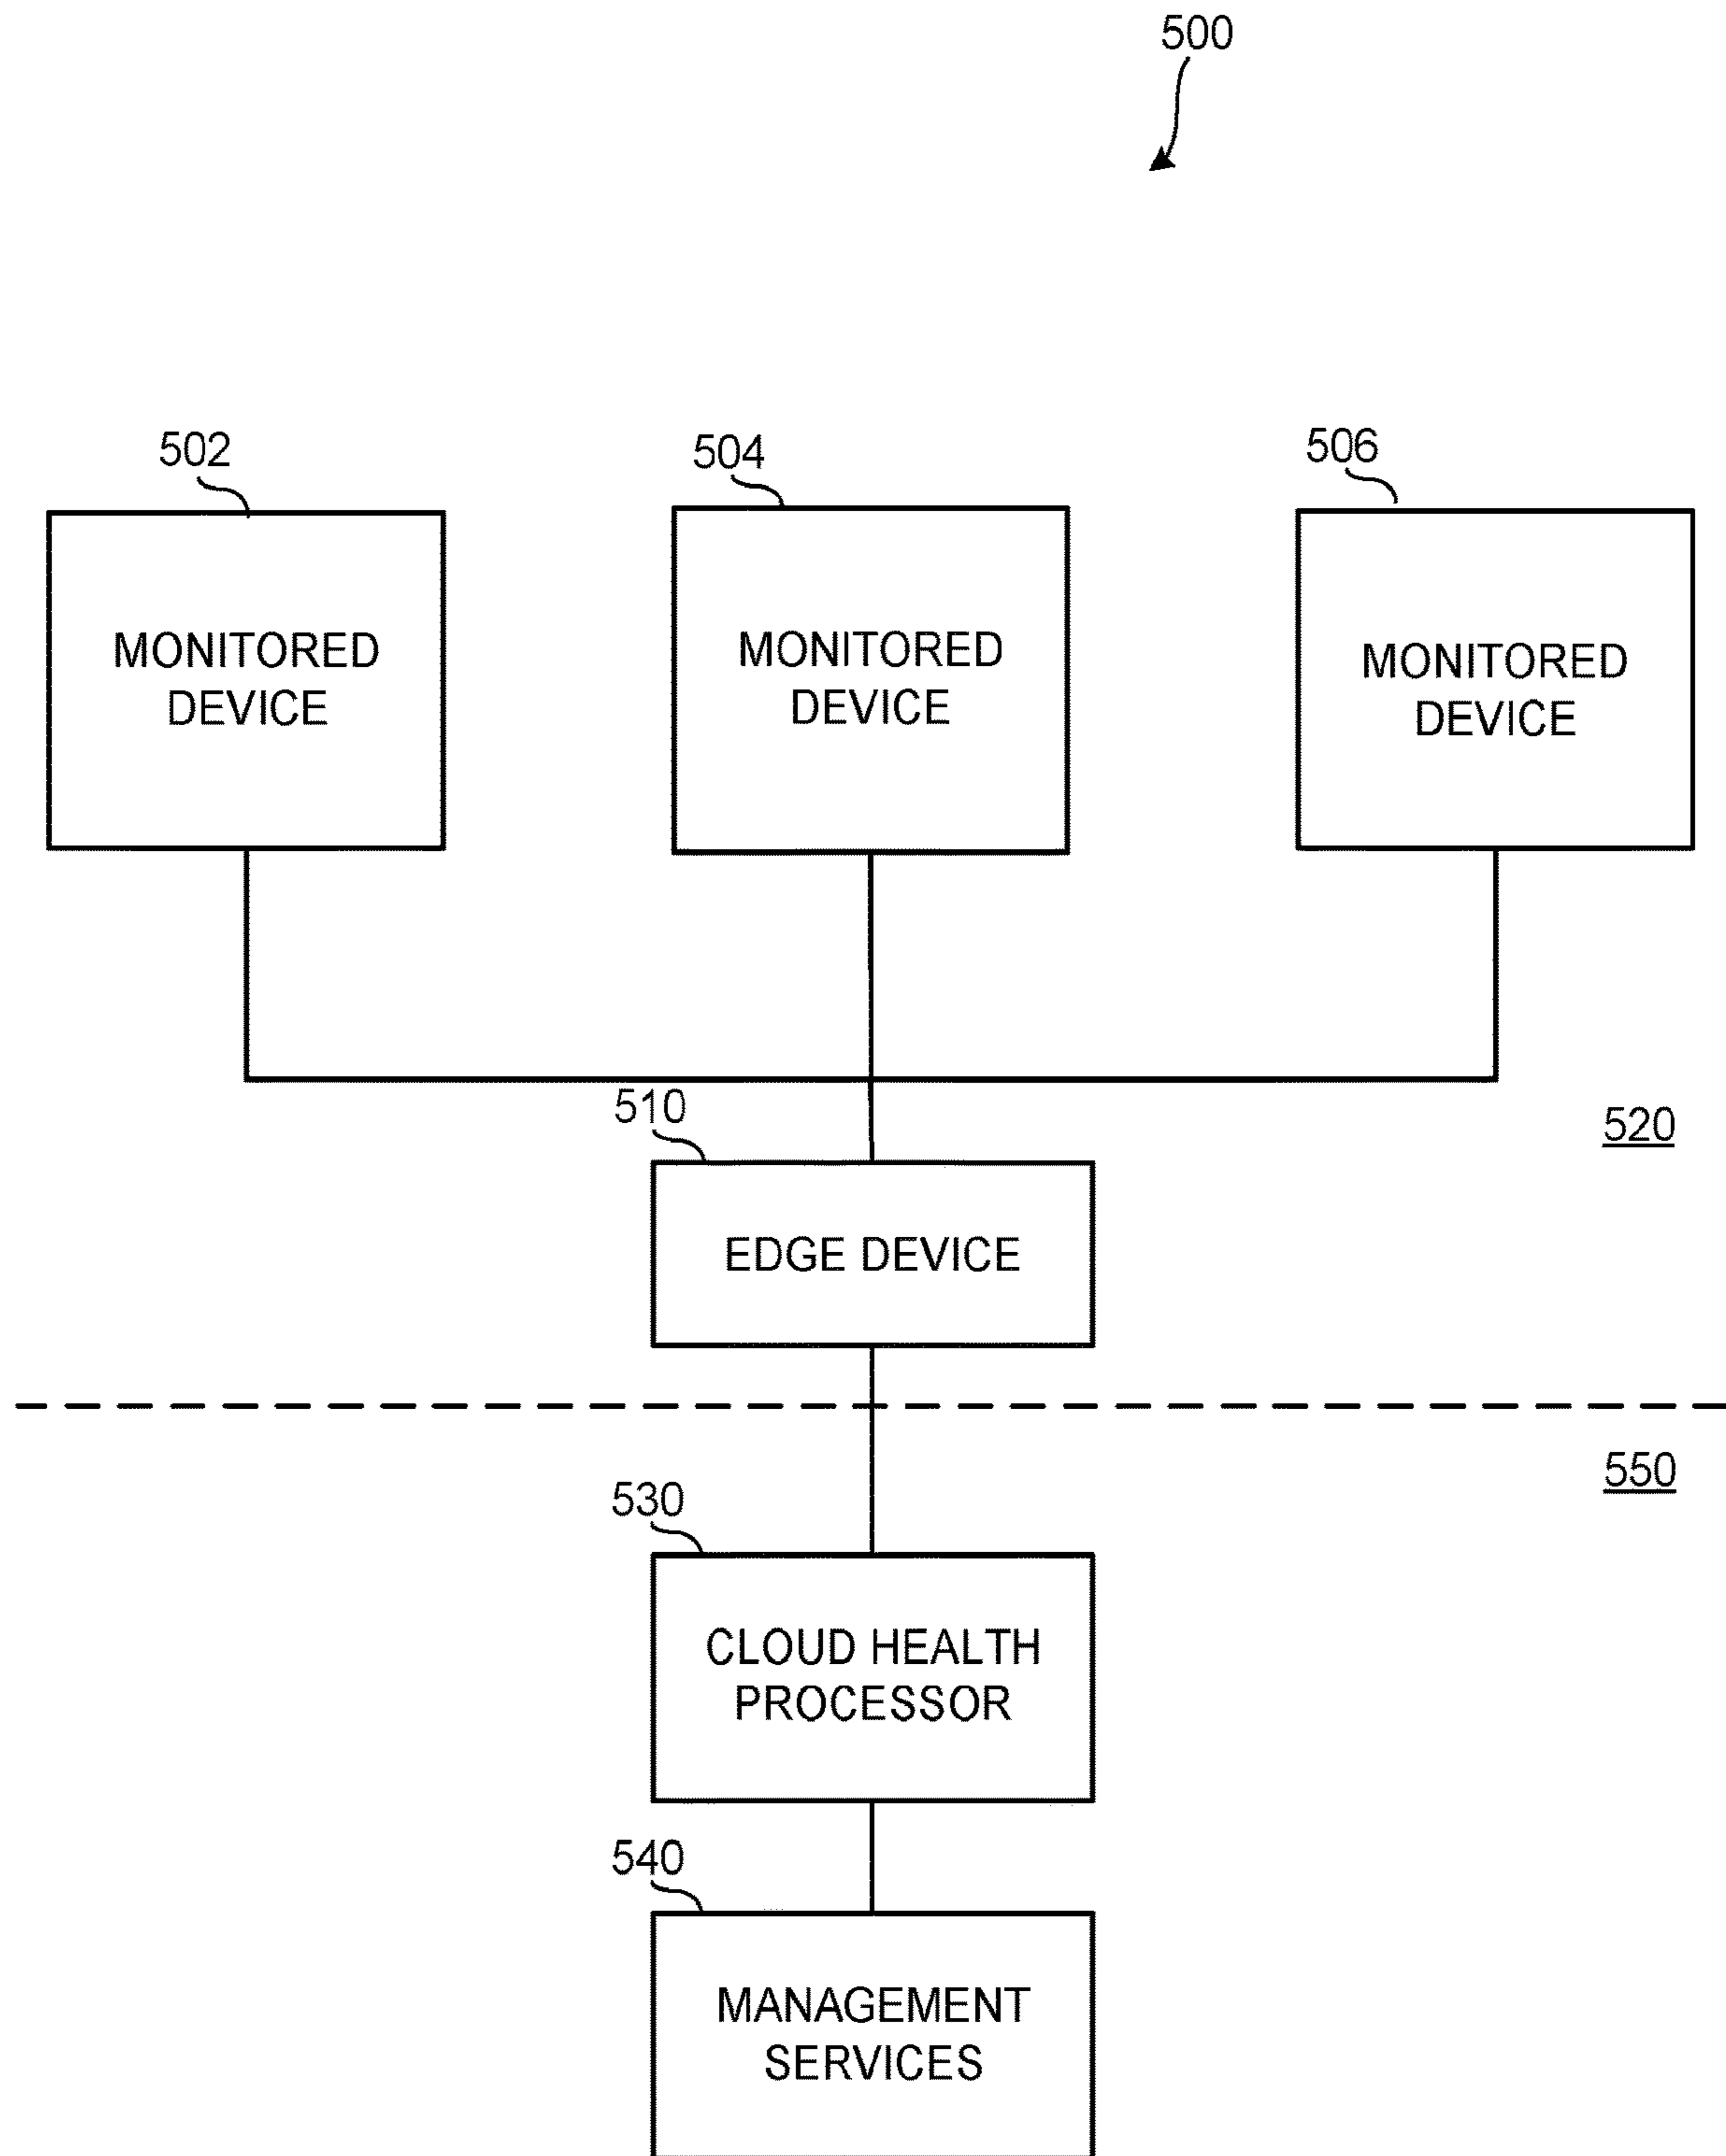 500
502
504
506
MONITORED
DEVICE
MONITORED
DEVICE
MONITORED
DEVICE
510
520
EDGE DEVICE
550
530
CLOUD HEALTH
PROCESSOR
540
MANAGEMENT
SERVICES